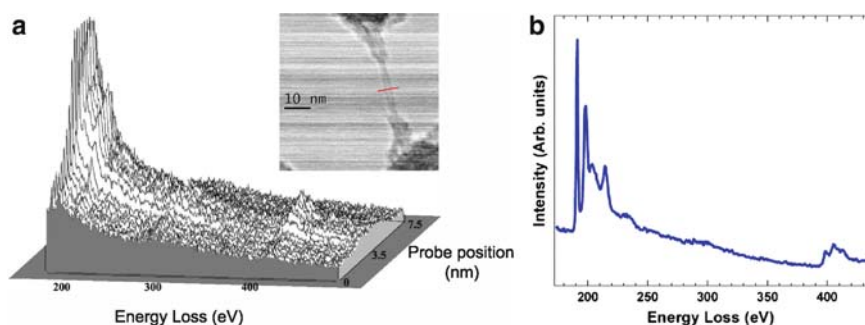 a
10 nm
200
300
400
0
3.5
7.5
Probe position
(nm)
Energy Loss (eV)
b
Intensity (Arb. units)
200
250
300
350
400
Energy Loss (eV)